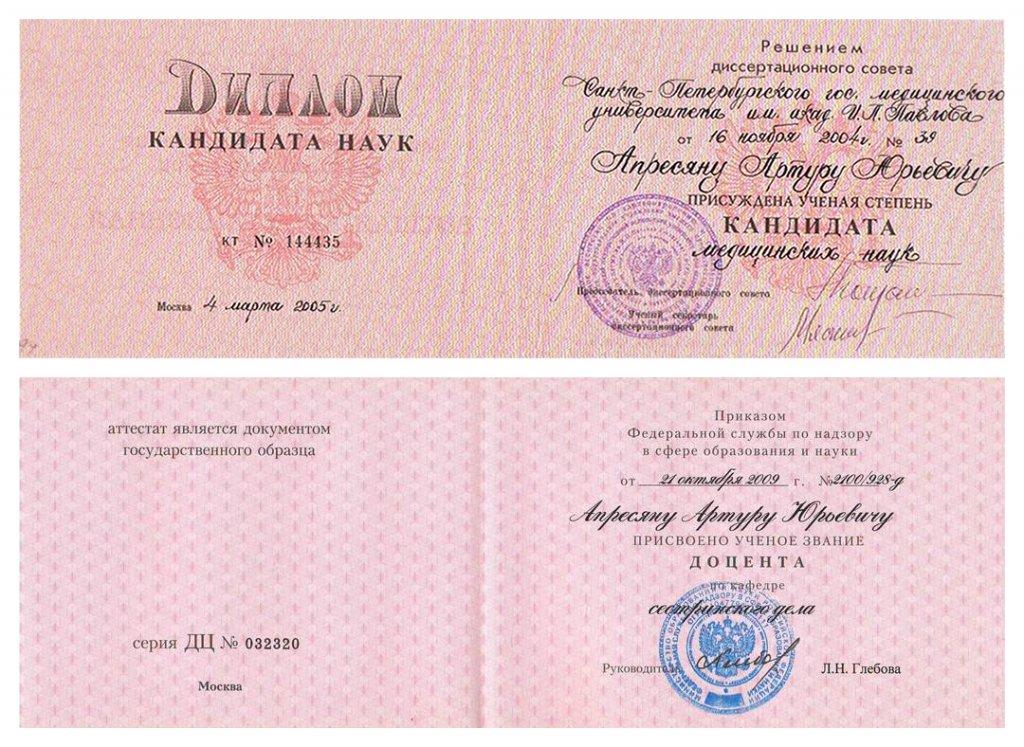 ДИПЛОМ
КАНДИДАТА НАУК
КТ № 144435
Москва 4 марта 2005г.
Решением
диссертационного совета
Санкт-Петербургского гос. медицинского
университета им. акад. И.П. Павлова
от 16 ноября 2004г. № 39
Апресяну Артуру Юрьевичу
ПРИСУЖДЕНА УЧЕНАЯ СТЕПЕНЬ
КАНДИДАТА
медицинских наук
Председатель диссертационного совета
Ученый секретарь
диссертационного совета
аттестат является документом
государственного образца
серия ДЦ № 032320
Москва
Приказом
Федеральной службы по надзору
в сфере образования и науки
от 21 октября 2009 г. №2100/928-д
Апресяну Артуру Юрьевичу
ПРИСВОЕНО УЧЕНОЕ ЗВАНИЕ
ДОЦЕНТА
по кафедре
сестринского дела
Руководитель Л.Н. Глебова